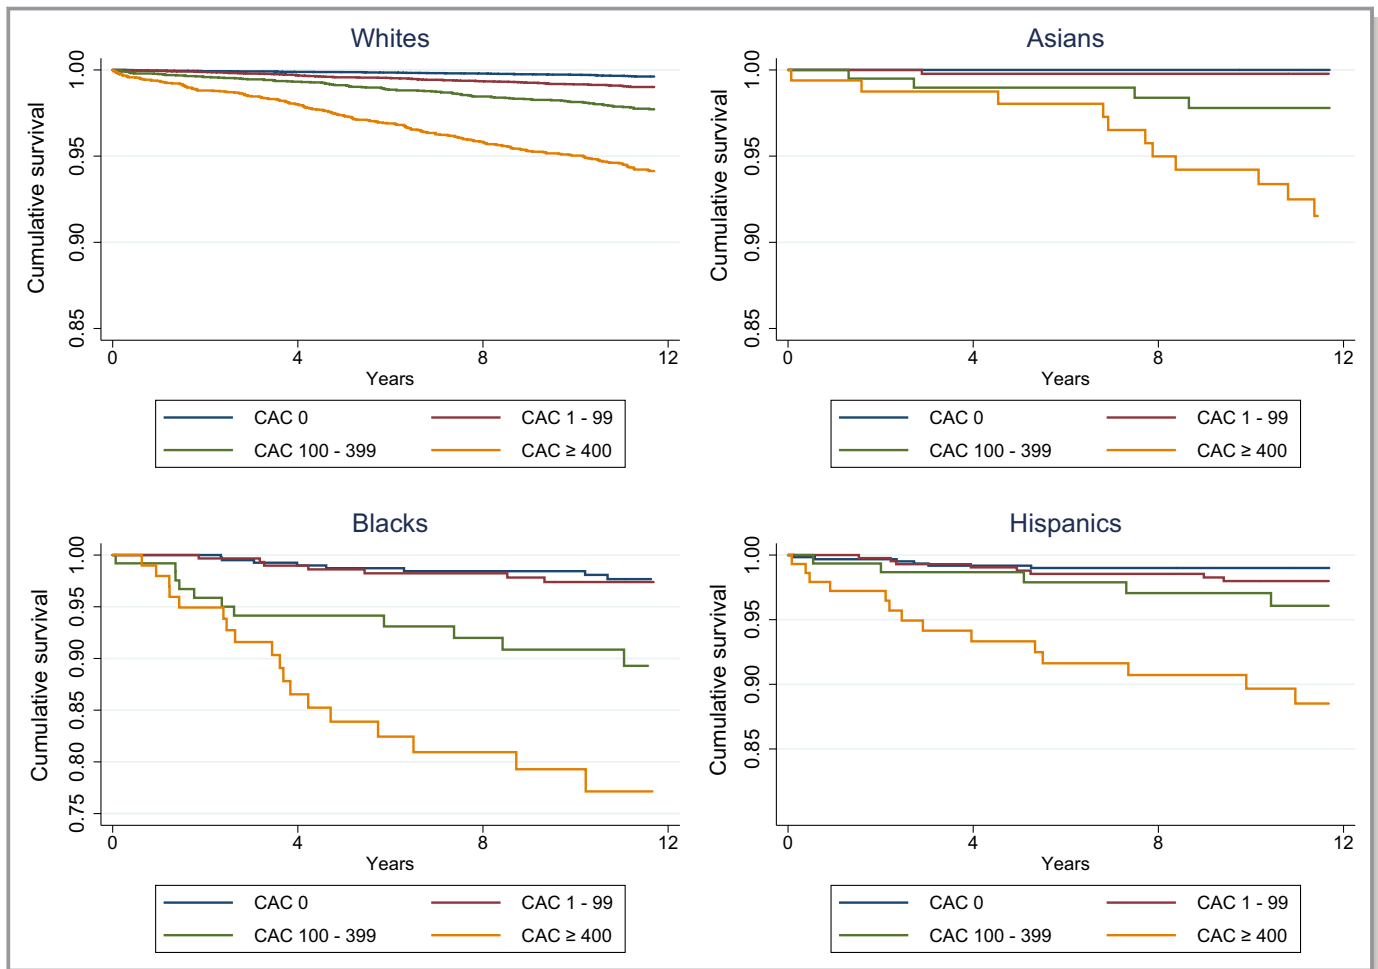 Whites
Cumulative survival
1.00
0.95
0.90
0.85
0 4 8 12
Years
CAC 0 CAC 1 - 99
CAC 100 - 399 CAC ≥ 400
Asians
Cumulative survival
1.00
0.95
0.90
0.85
0 4 8 12
Years
CAC 0 CAC 1 - 99
CAC 100 - 399 CAC ≥ 400
Blacks
Cumulative survival
1.00
0.95
0.90
0.85
0.80
0.75
0 4 8 12
Years
CAC 0 CAC 1 - 99
CAC 100 - 399 CAC ≥ 400
Hispanics
Cumulative survival
1.00
0.95
0.90
0.85
0 4 8 12
Years
CAC 0 CAC 1 - 99
CAC 100 - 399 CAC ≥ 400